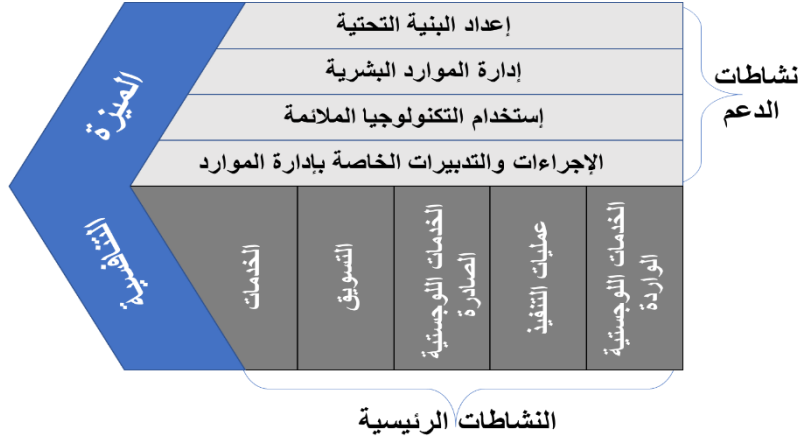 إعداد البنية التحتية
إدارة الموارد البشرية
إستخدام التكنولوجيا الملائمة
الإجراءات والتدبيرات الخاصة بإدارة الموارد
نشاطات
الدعم
الميزة
التنافسية
الخدمات اللوجستية
الواردة
عمليات التنفيذ
الخدمات اللوجستية
الصادرة
التسويق
الخدمات
النشاطات الرئيسية